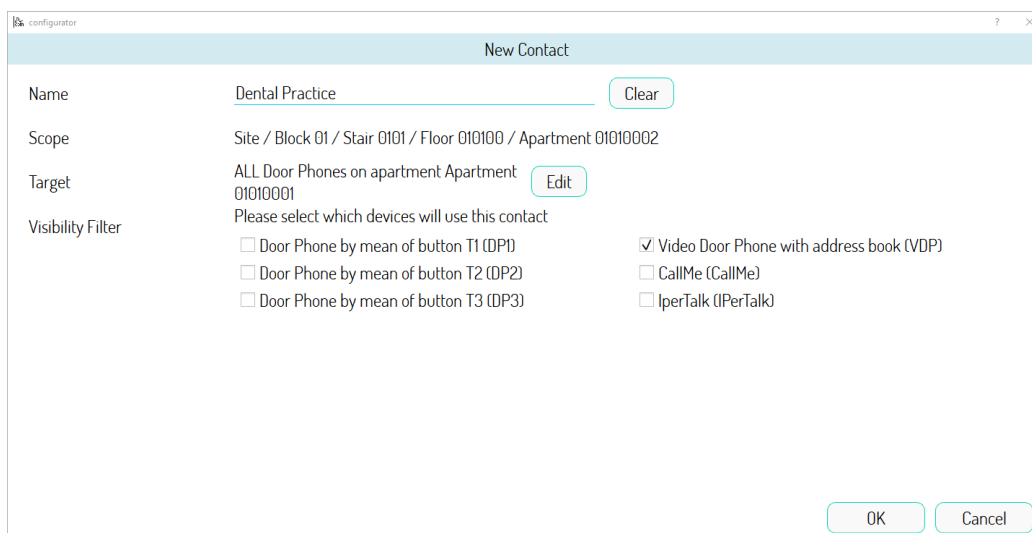 configurator
?
New Contact
Name
Dental Practice
Clear
Scope
Site / Block 01 / Stair 0101 / Floor 010100 / Apartment 01010002
Target
ALL Door Phones on apartment Apartment
01010001
Edit
Visibility Filter
Please select which devices will use this contact
Door Phone by mean of button T1 (DP1)
Video Door Phone with address book (VDP)
Door Phone by mean of button T2 (DP2)
CallMe (CallMe)
Door Phone by mean of button T3 (DP3)
IperTalk (IPerTalk)
OK
Cancel